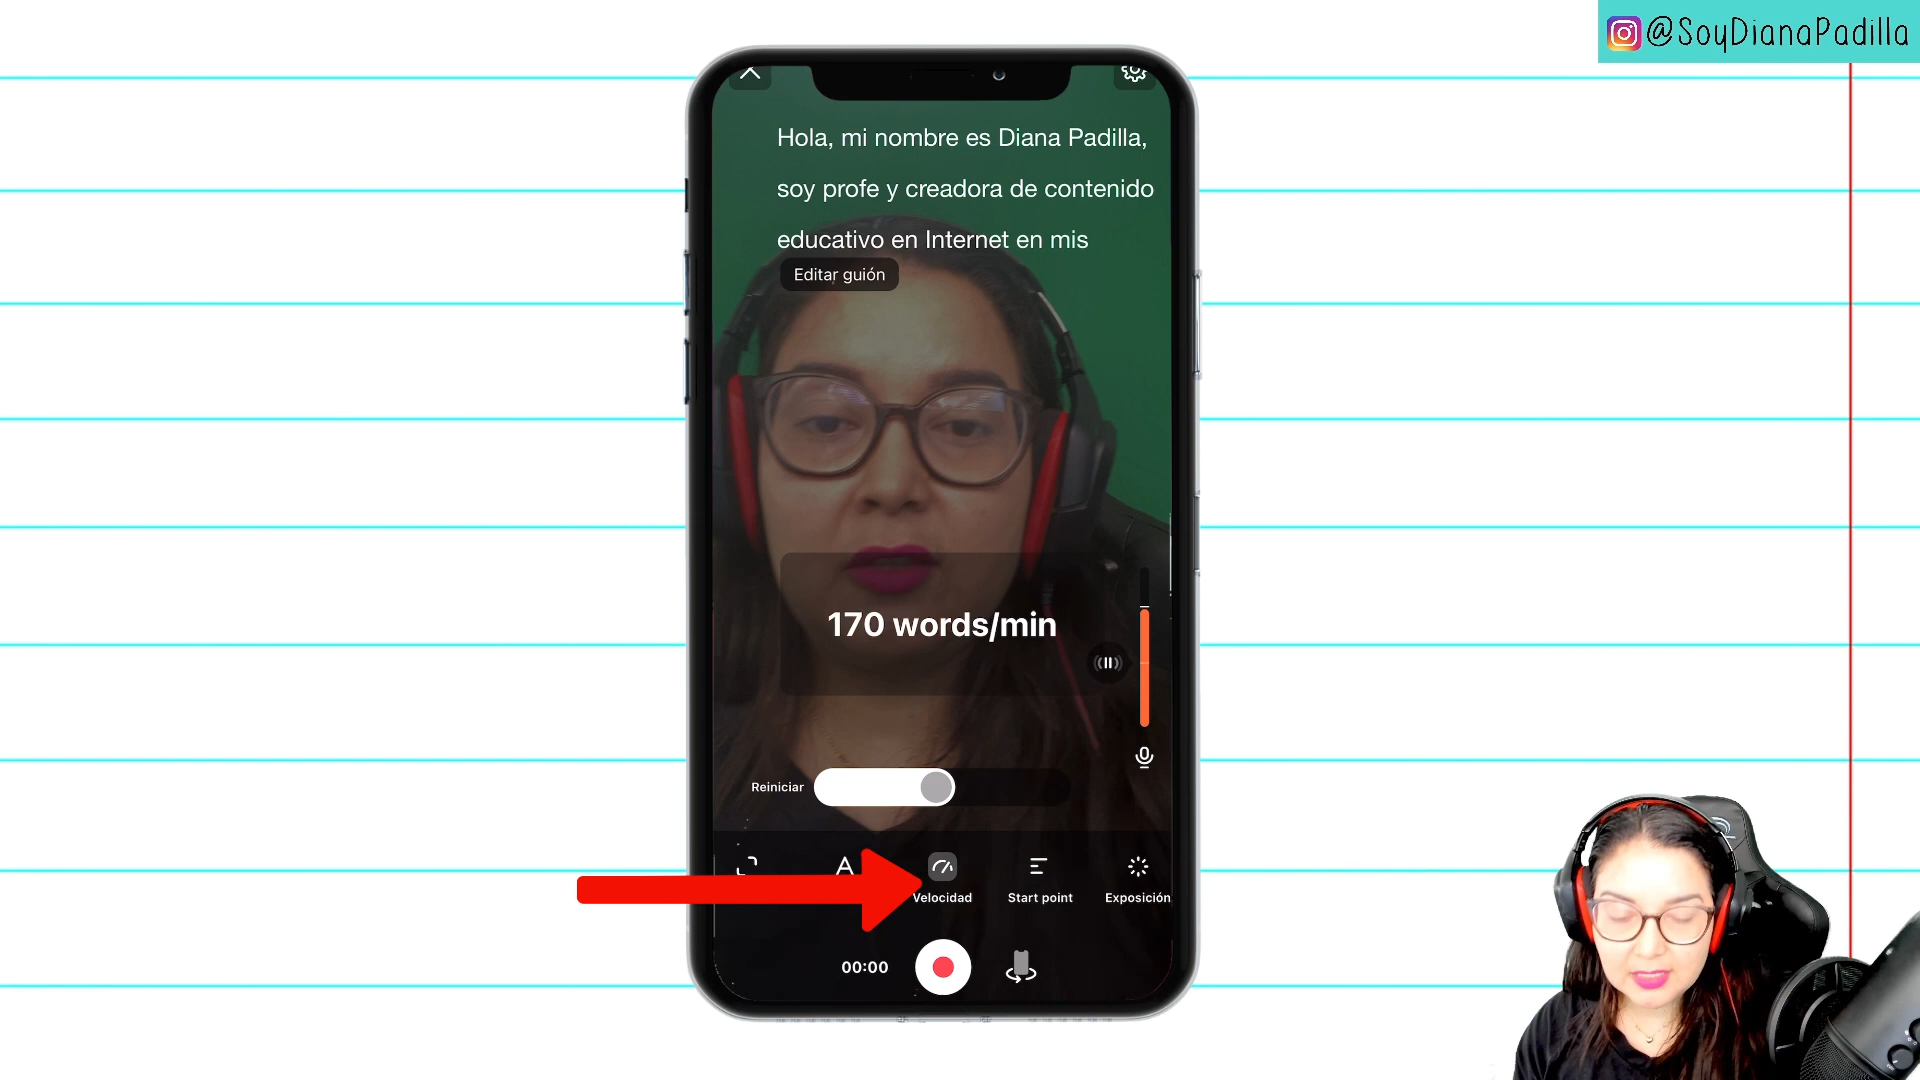 @SoyDianaPadilla
Hola, mi nombre es Diana Padilla,
soy profe y creadora de contenido
educativo en Internet en mis
Editar guión
170 words/min
Reiniciar
A
Velocidad
Start point
Exposición
00:00